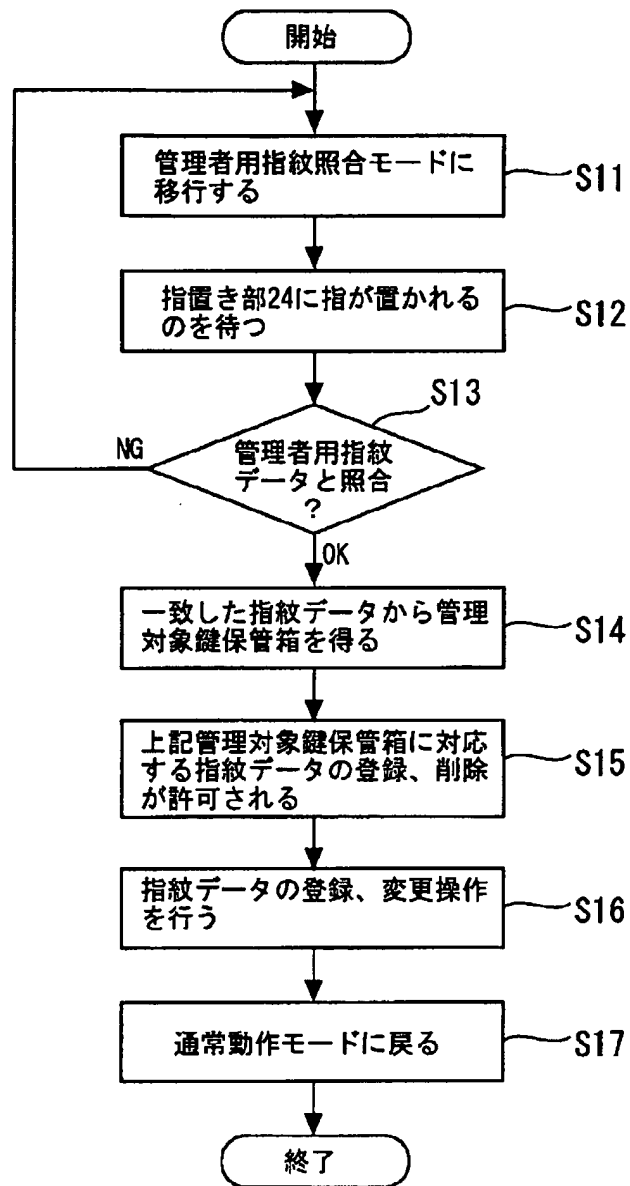 開始
管理者用指紋照合モードに
移行する
S11
指置き部24に指が置かれる
のを待つ
S12
S13
NG
管理者用指紋
データと照合
?
OK
一致した指紋データから管理
対象鍵保管箱を得る
S14
上記管理対象鍵保管箱に対応
する指紋データの登録、削除
が許可される
S15
指紋データの登録、変更操作
を行う
S16
通常動作モードに戻る
S17
終了